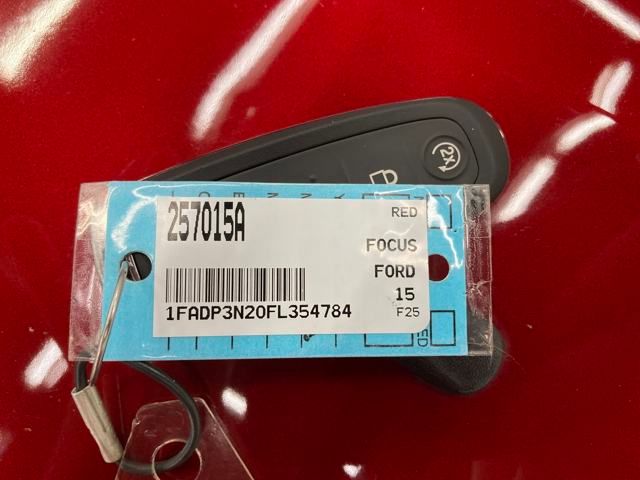 2x
257015A
RED
FOCUS
FORD
15
1FADP3N20FL354784
F25